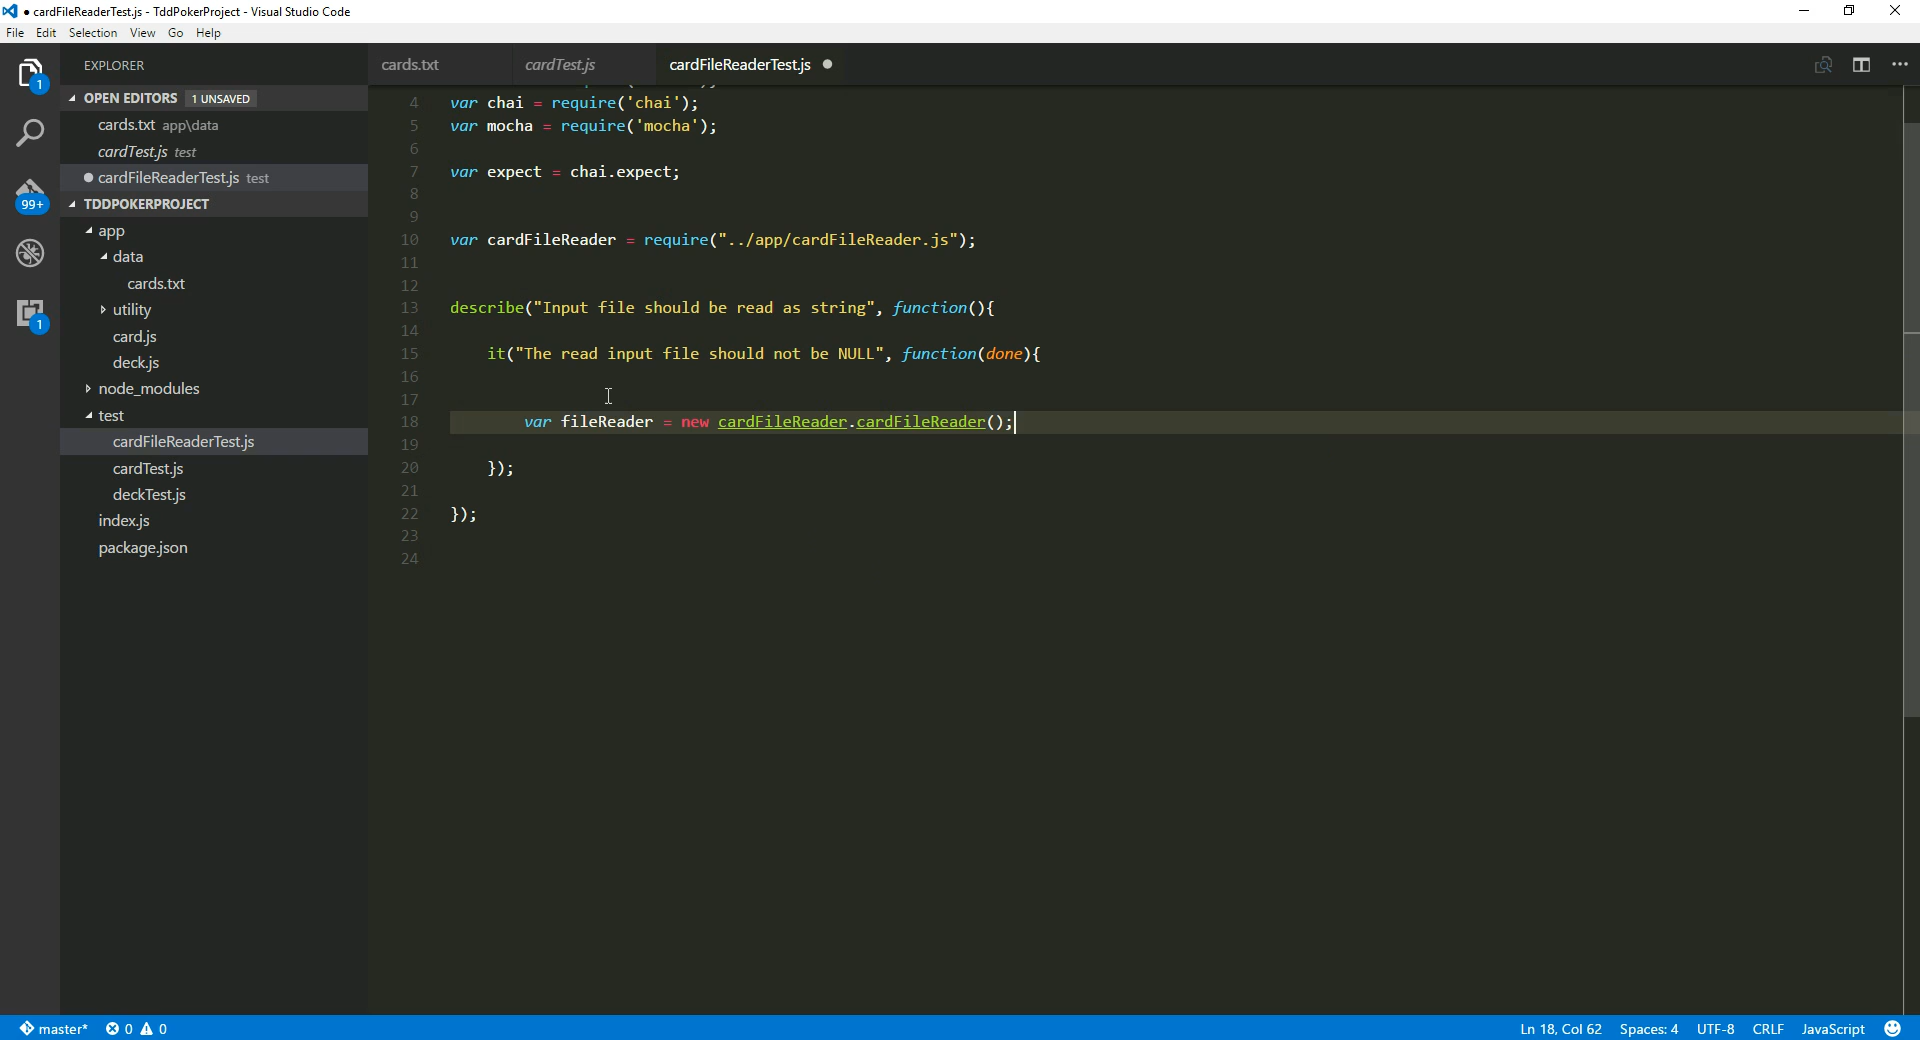 cardFileReaderTest.js - TddPokerProject - Visual Studio Code
File Edit Selection View Go Help
EXPLORER
OPEN EDITORS 1 UNSAVED
cards.txt app\data
cardTest.js test
cardFileReaderTest.js test
TDDPOKERPROJECT
app
data
cards.txt
utility
card.js
deck.js
node_modules
test
cardFileReaderTest.js
cardTest.js
deckTest.js
index.js
package.json
1
99+
1
cards.txt cardTest.js cardFileReaderTest.js
4 var chai = require('chai');
5 var mocha = require('mocha');
6
7 var expect = chai.expect;
8
9
10 var cardFileReader = require("../app/cardFileReader.js");
11
12
13 describe("Input file should be read as string", function(){
14
15 it("The read input file should not be NULL", function(done){
16
17
18 var fileReader = new cardFileReader.cardFileReader();
19
20 });
21
22 });
23
24
master* 0 0 Ln 18, Col 62 Spaces: 4 UTF-8 CRLF JavaScript